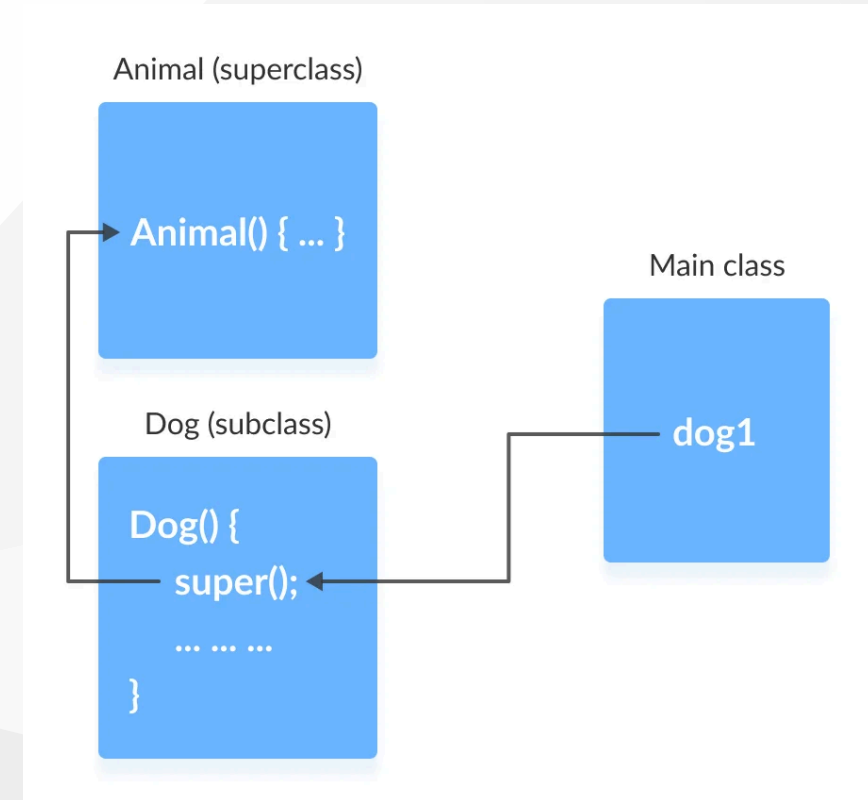 Animal (superclass)
Animal() { ... }
Dog (subclass)
Dog() {
super();
... ... ...
}
Main class
dog1